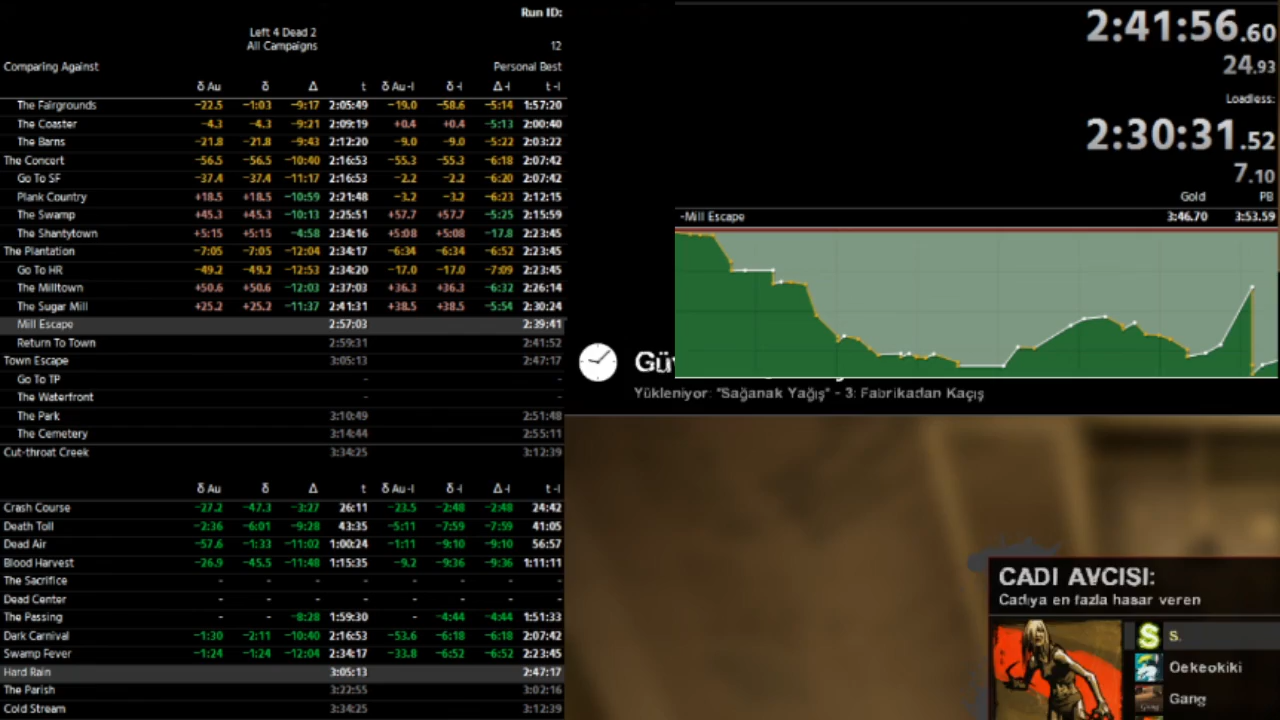 Run ID:
Left 4 Dead 2
All Campaigns
12
Comparing Against Personal Best
δ Au δ Δ t δ Au-I δ-I Δ-I t-I
The Fairgrounds -22.5 -1:03 -9:17 2:05:49 -19.0 -58.6 -5:14 1:57:20
The Coaster -4.3 -4.3 -9:21 2:09:19 +0.4 +0.4 -5:13 2:00:40
The Barns -21.8 -21.8 -9:43 2:12:20 -9.0 -9.0 -5:22 2:03:22
The Concert -56.5 -56.5 -10:40 2:16:53 -55.3 -55.3 -6:18 2:07:42
Go To SF -37.4 -37.4 -11:17 2:16:53 -2.2 -2.2 -6:20 2:07:42
Plank Country +18.5 +18.5 -10:59 2:21:48 -3.2 -3.2 -6:23 2:12:15
The Swamp +45.3 +45.3 -10:13 2:25:51 +57.7 +57.7 -5:25 2:15:59
The Shantytown +5:15 +5:15 -4:58 2:34:16 +5:08 +5:08 -17.8 2:23:45
The Plantation -7:05 -7:05 -12:04 2:34:17 -6:34 -6:34 -6:52 2:23:45
Go To HR -49.2 -49.2 -12:53 2:34:20 -17.0 -17.0 -7:09 2:23:45
The Milltown +50.6 +50.6 -12:03 2:37:03 +36.3 +36.3 -6:32 2:26:14
The Sugar Mill +25.2 +25.2 -11:37 2:41:31 +38.5 +38.5 -5:54 2:30:24
Mill Escape 2:57:03 2:39:41
Return To Town 2:59:31 2:41:52
Town Escape 3:05:13 2:47:17
Go To TP - -
The Waterfront - -
The Park 3:10:49 2:51:48
The Cemetery 3:14:44 2:55:11
Cut-throat Creek 3:34:25 3:12:39
δ Au δ Δ t δ Au-I δ-I Δ-I t-I
Crash Course -27.2 -47.3 -3:27 26:11 -23.5 -2:48 -2:48 24:42
Death Toll -2:36 -6:01 -9:28 43:35 -5:11 -7:59 -7:59 41:05
Dead Air -57.6 -1:33 -11:02 1:00:24 -1:11 -9:10 -9:10 56:57
Blood Harvest -26.9 -45.5 -11:48 1:15:35 -9.2 -9:36 -9:36 1:11:11
The Sacrifice - - - - - - - -
Dead Center - - - - - - - -
The Passing - - -8:28 1:59:30 - -4:44 -4:44 1:51:33
Dark Carnival -1:30 -2:11 -10:40 2:16:53 -53.6 -6:18 -6:18 2:07:42
Swamp Fever -1:24 -1:24 -12:04 2:34:17 -33.8 -6:52 -6:52 2:23:45
Hard Rain 3:05:13 2:47:17
The Parish 3:22:55 3:02:16
Cold Stream 3:34:25 3:12:39
2:41:56.60
24.93
Loadless:
2:30:31.52
7.10
Gold PB
-Mill Escape 3:46.70 3:53.59
Yükleniyor: "Sağanak Yağış" - 3: Fabrikadan Kaçış
CADI AVCISI:
Cadıya en fazla hasar veren
S.
Oekeokiki
Gang